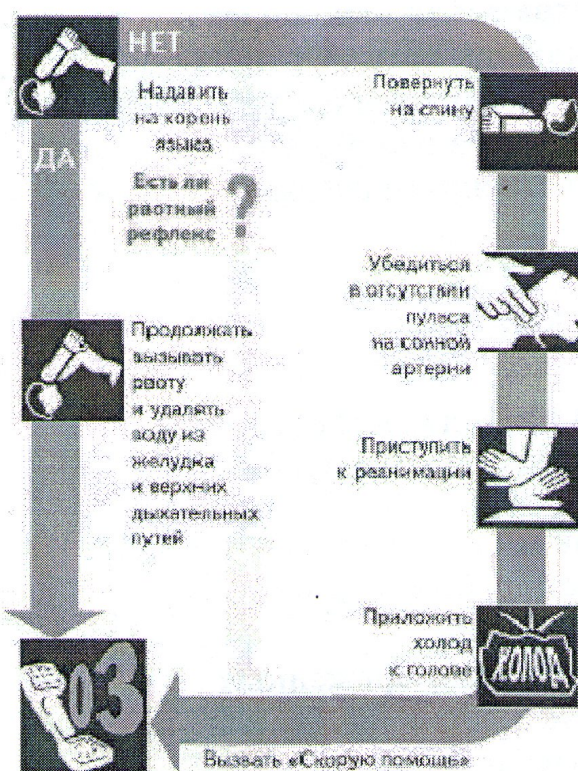 НЕТ
Надавить
на корень
языка
ДА
Есть ли
рвотный
рефлекс
?
Продолжать
вызывать
рвоту
и удалять
воду из
желудка
и верхних
дыхательных
путей
Повернуть
на спину
Убедиться
в отсутствии
пульса
на сонной
артерии
Приступить
к реанимации
Приложить
холод
к голове
ХОЛОД
03
Вызвать «Скорую помощь»